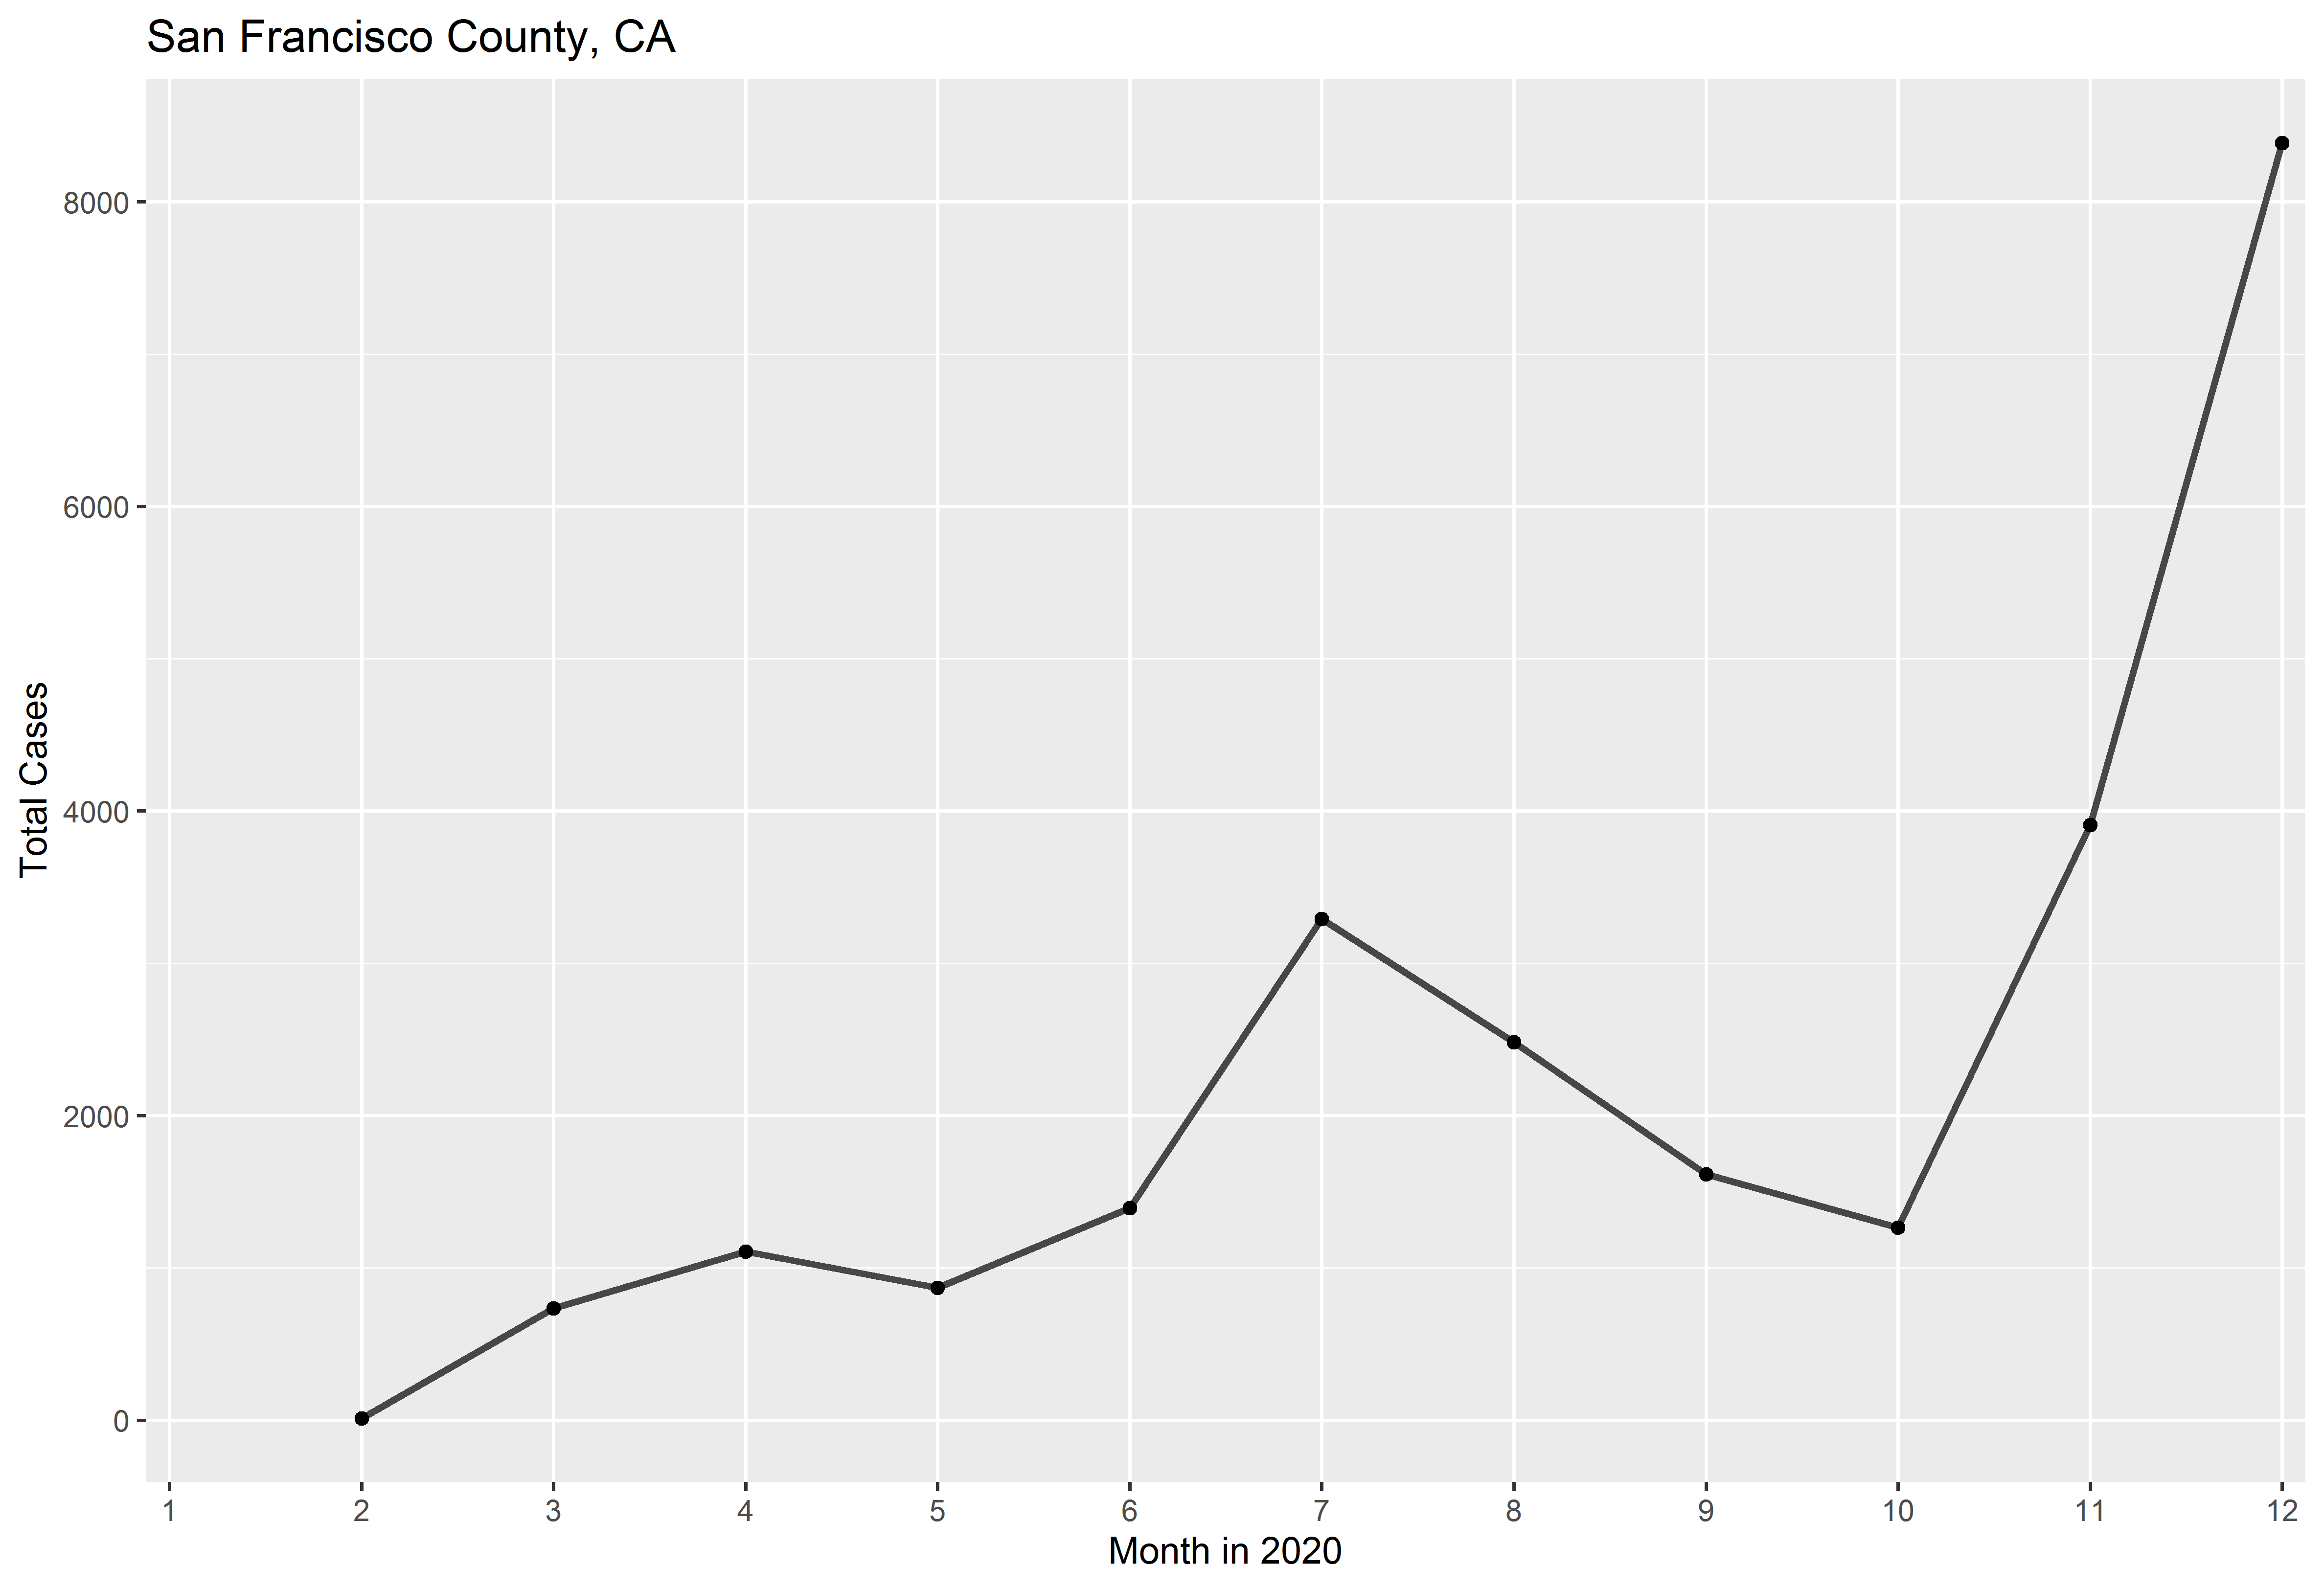 San Francisco County, CA
Total Cases
8000
6000
4000
2000
0
1 2 3 4 5 6 7 8 9 10 11 12
Month in 2020